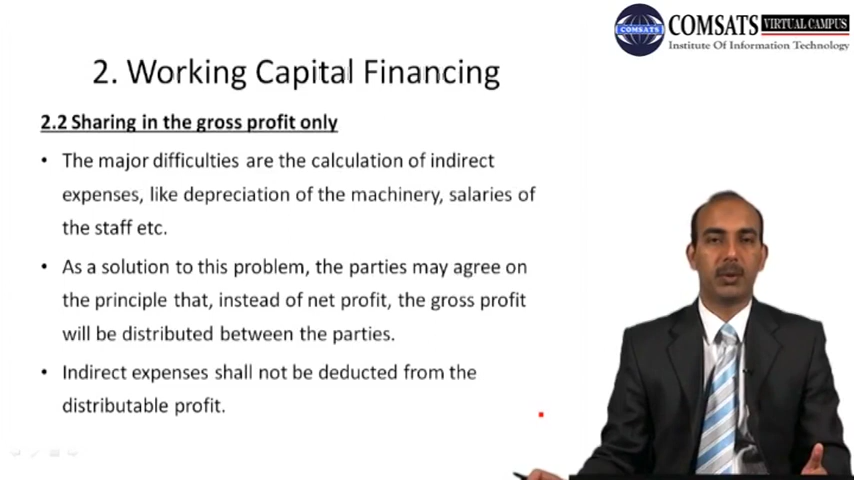 COMSATS VIRTUAL CAMPUS
Institute Of Information Technology
COMSATS
2. Working Capital Financing
2.2 Sharing in the gross profit only
• The major difficulties are the calculation of indirect
expenses, like depreciation of the machinery, salaries of
the staff etc.
• As a solution to this problem, the parties may agree on
the principle that, instead of net profit, the gross profit
will be distributed between the parties.
• Indirect expenses shall not be deducted from the
distributable profit.